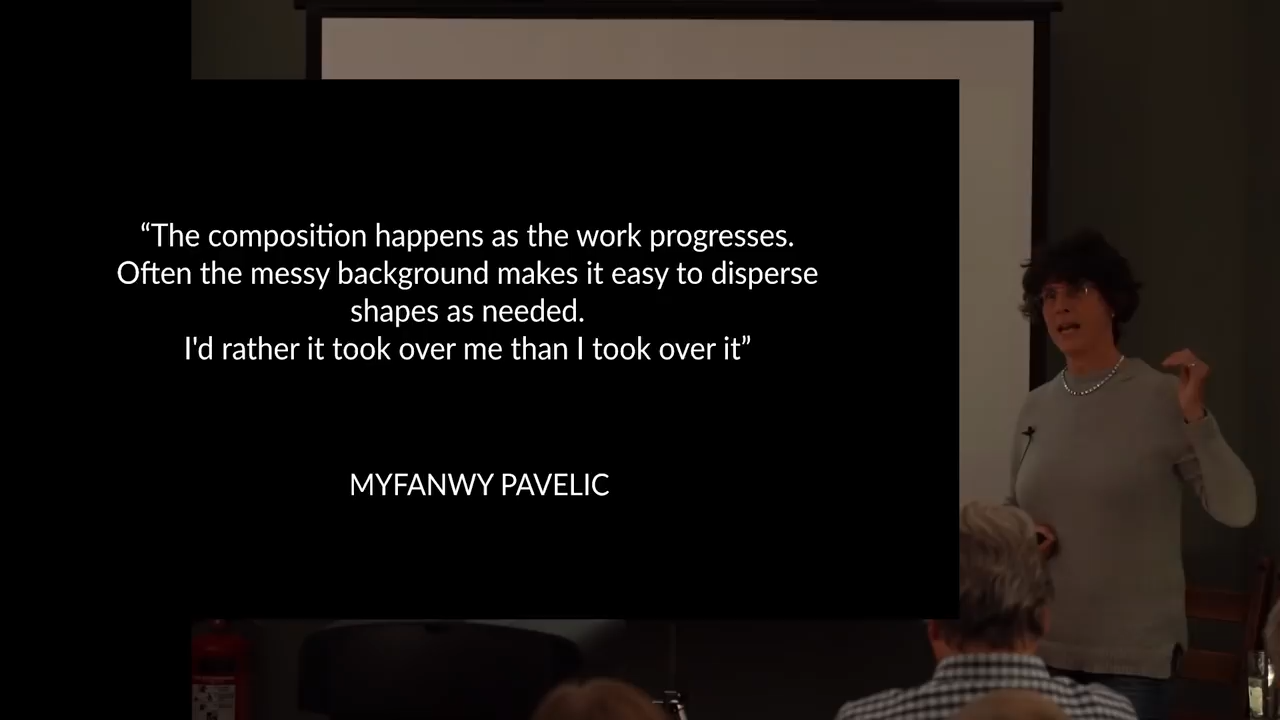 “The composition happens as the work progresses.
Often the messy background makes it easy to disperse
shapes as needed.
I'd rather it took over me than I took over it”
MYFANWY PAVELIC